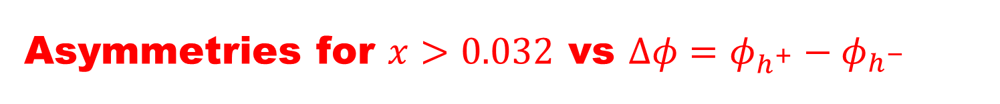 Asymmetries for x > 0.032 vs Δϕ = ϕ_{h⁺} − ϕ_{h⁻}